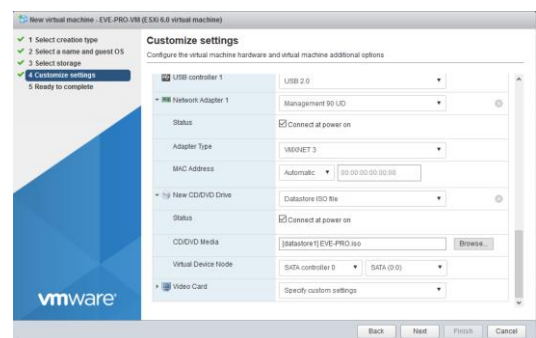 New virtual machine - EVE-PRO-VM (ESXi 6.0 virtual machine)
1 Select creation type
2 Select a name and guest OS
3 Select storage
4 Customize settings
5 Ready to complete
Customize settings
Configure the virtual machine hardware and virtual machine additional options
USB controller 1
USB 2.0
Network Adapter 1
Management 90 UD
Status
Connect at power on
Adapter Type
VMXNET 3
MAC Address
Automatic
00:00:00:00:00:00
New CD/DVD Drive
Datastore ISO file
Status
Connect at power on
CD/DVD Media
[datastore1] EVE-PRO.iso
Browse...
Virtual Device Node
SATA controller 0
SATA (0:0)
Video Card
Specify custom settings
vmware
Back
Next
Finish
Cancel